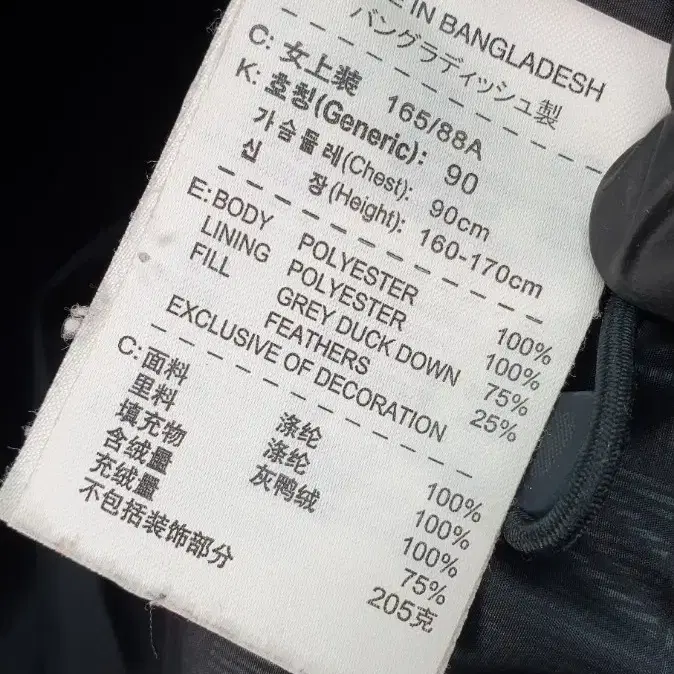 E IN BANGLADESH
バングラディッシュ製
C: 女上装 165/88A
K: 호칭(Generic): 90
가슴둘레(Chest): 90cm
신 장(Height): 160-170cm
E: BODY POLYESTER 100%
LINING POLYESTER 100%
FILL GREY DUCK DOWN 75%
FEATHERS 25%
EXCLUSIVE OF DECORATION
C: 面料 涤纶 100%
里料 涤纶 100%
填充物 灰鸭绒 100%
含绒量 75%
充绒量 205克
不包括装饰部分